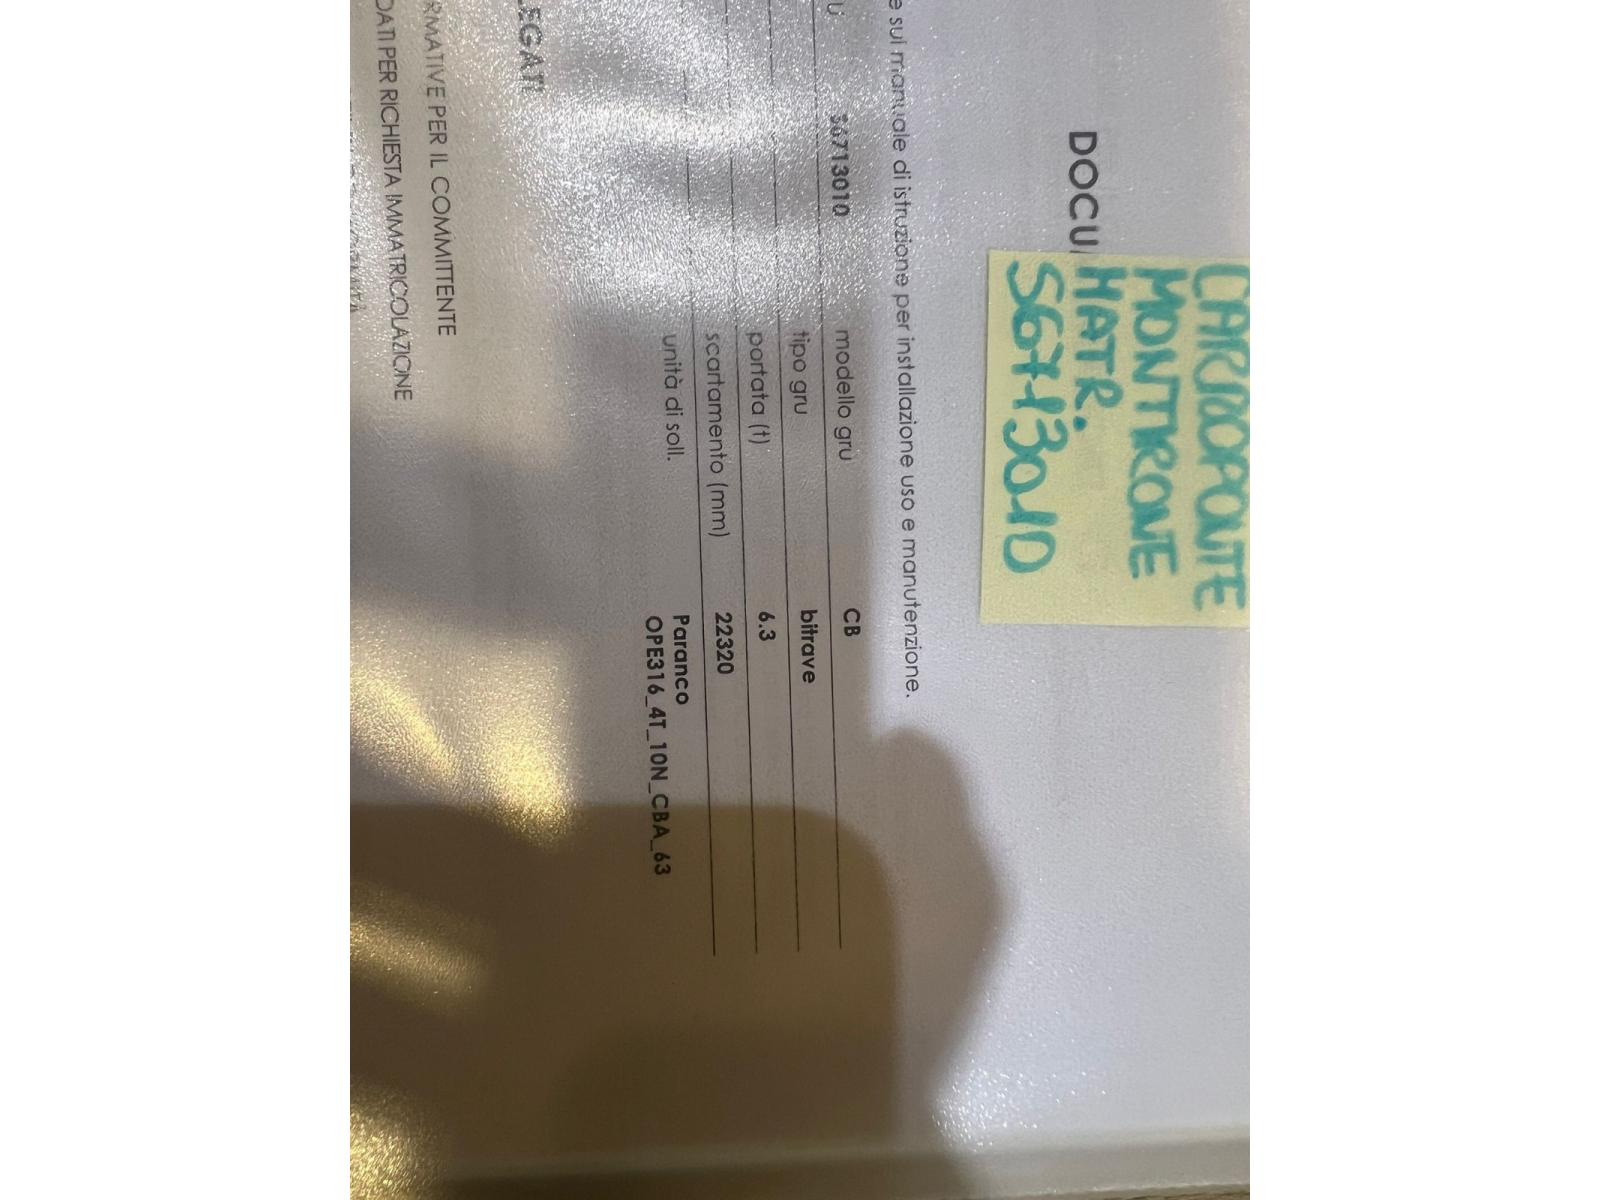 CARROPONTE
MONTIRONE
MATR.
S6713010
DOCU
e sul manuale di istruzione per installazione uso e manutenzione.
S6713010
modello gru CB
tipo gru bitrave
portata (t) 6.3
scartamento (mm) 22320
unità di soll. Paranco
OPE316_4T_10N_CBA_63
LEGATI
RMATIVE PER IL COMMITTENTE
DATI PER RICHIESTA IMMATRICOLAZIONE